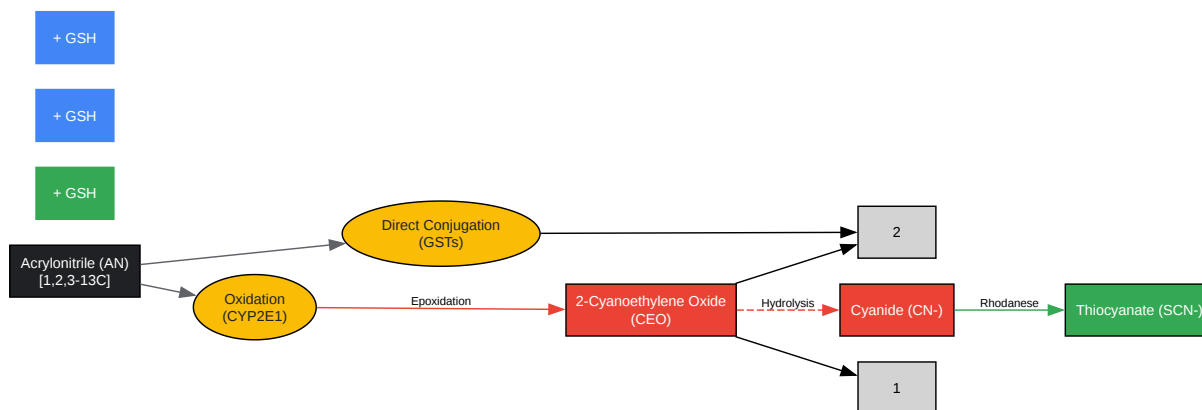 + GSH
+ GSH
+ GSH
Acrylonitrile (AN)
[1,2,3-13C]
Direct Conjugation
(GSTs)
Oxidation
(CYP2E1)
Epoxidation
2-Cyanoethylene Oxide
(CEO)
2
Hydrolysis
Cyanide (CN-)
Rhodanese
Thiocyanate (SCN-)
1